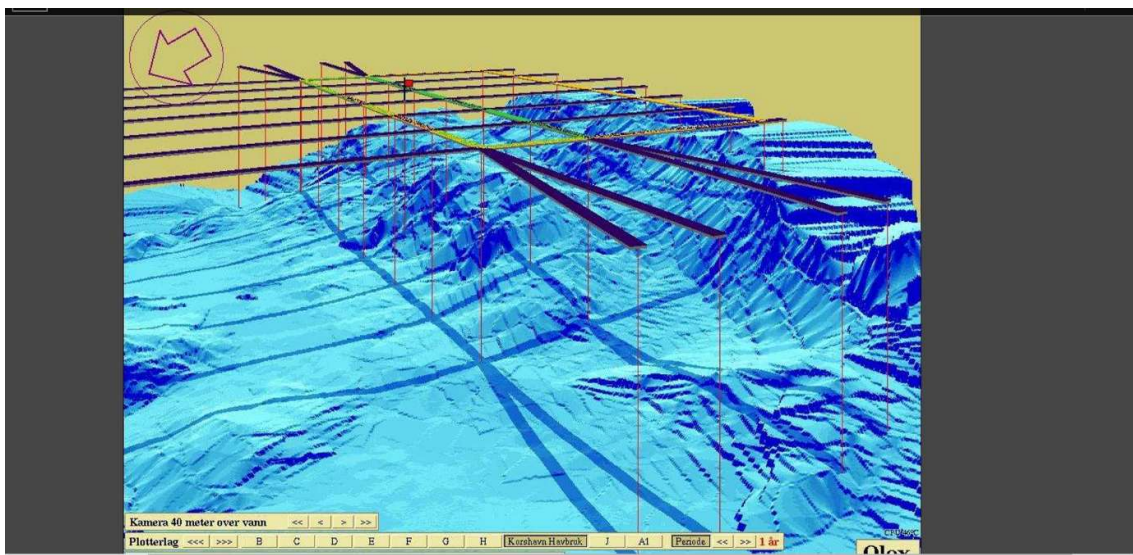 Kamera 40 meter over vann << < > >>
Plotterlag <<< >>> B C D E F G H Korshavn Havbruk J A1 Periode << >> 1 år
Olex